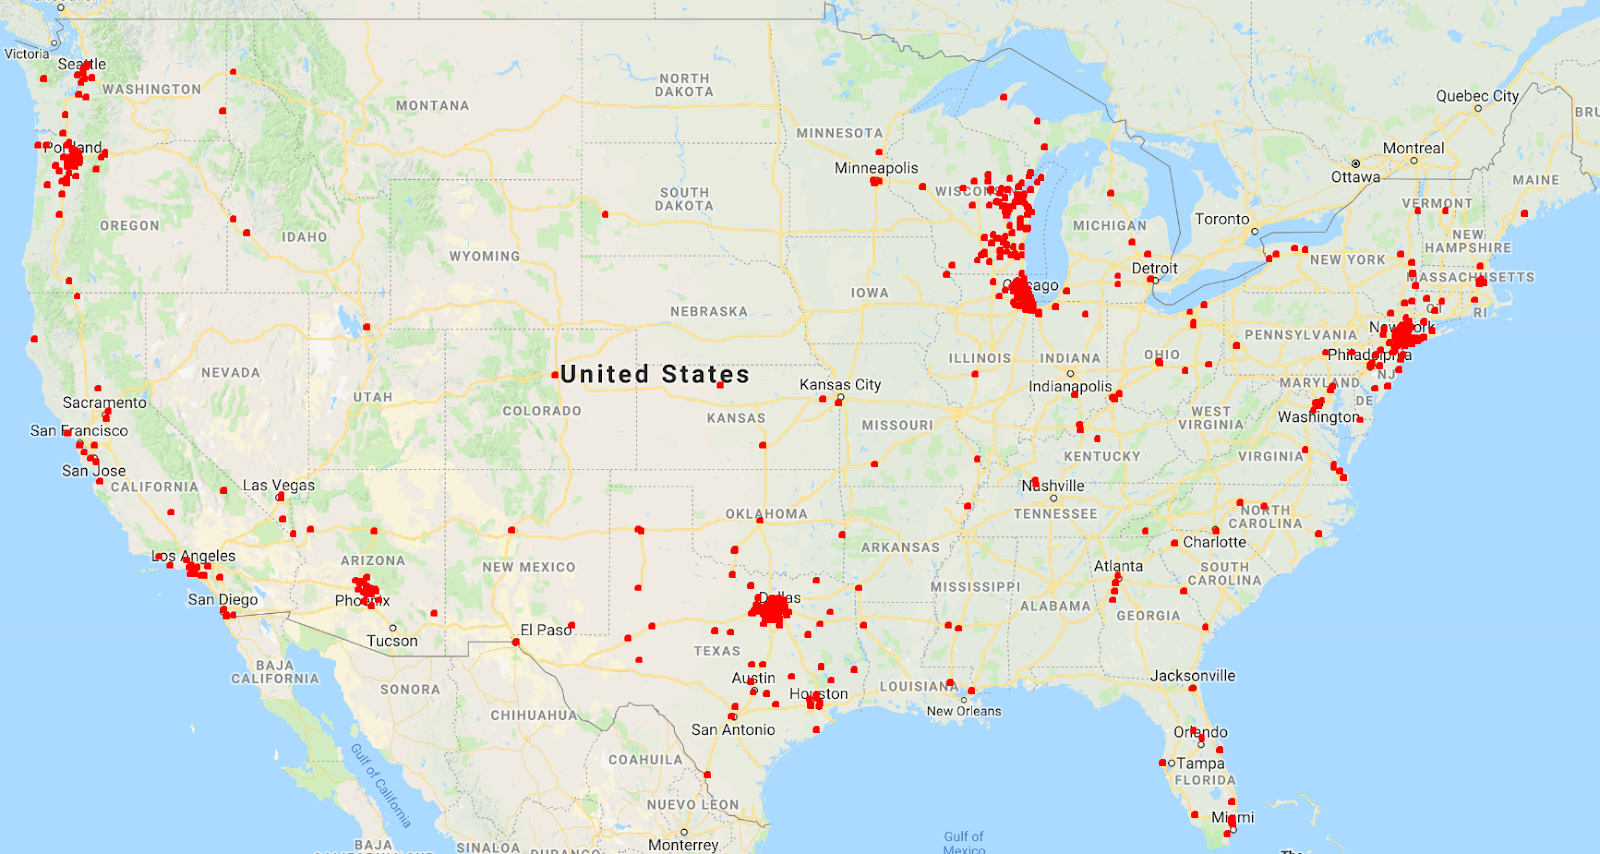 Victoria
Seattle
WASHINGTON
Portland
OREGON
IDAHO
MONTANA
NORTH
DAKOTA
SOUTH
DAKOTA
WYOMING
NEBRASKA
MINNESOTA
Minneapolis
WISCONSIN
IOWA
Chicago
MICHIGAN
Detroit
Toronto
Ottawa
Montreal
Quebec City
MAINE
VERMONT
NEW
HAMPSHIRE
MASSACHUSETTS
CT
RI
NEW YORK
New York
PENNSYLVANIA
Philadelphia
NJ
MARYLAND
DE
Washington
OHIO
INDIANA
Indianapolis
ILLINOIS
WEST
VIRGINIA
VIRGINIA
KENTUCKY
United States
NEVADA
UTAH
COLORADO
KANSAS
Kansas City
MISSOURI
Sacramento
San Francisco
San Jose
CALIFORNIA
Las Vegas
Los Angeles
San Diego
ARIZONA
Phoenix
Tucson
NEW MEXICO
El Paso
OKLAHOMA
ARKANSAS
Nashville
TENNESSEE
NORTH
CAROLINA
Charlotte
SOUTH
CAROLINA
Atlanta
GEORGIA
ALABAMA
MISSISSIPPI
Dallas
TEXAS
Austin
Houston
San Antonio
LOUISIANA
New Orleans
Jacksonville
Orlando
Tampa
FLORIDA
Miami
BAJA
CALIFORNIA
SONORA
CHIHUAHUA
COAHUILA
NUEVO LEON
Monterrey
Gulf of California
BAJA
SINALOA
Gulf of
Mexico